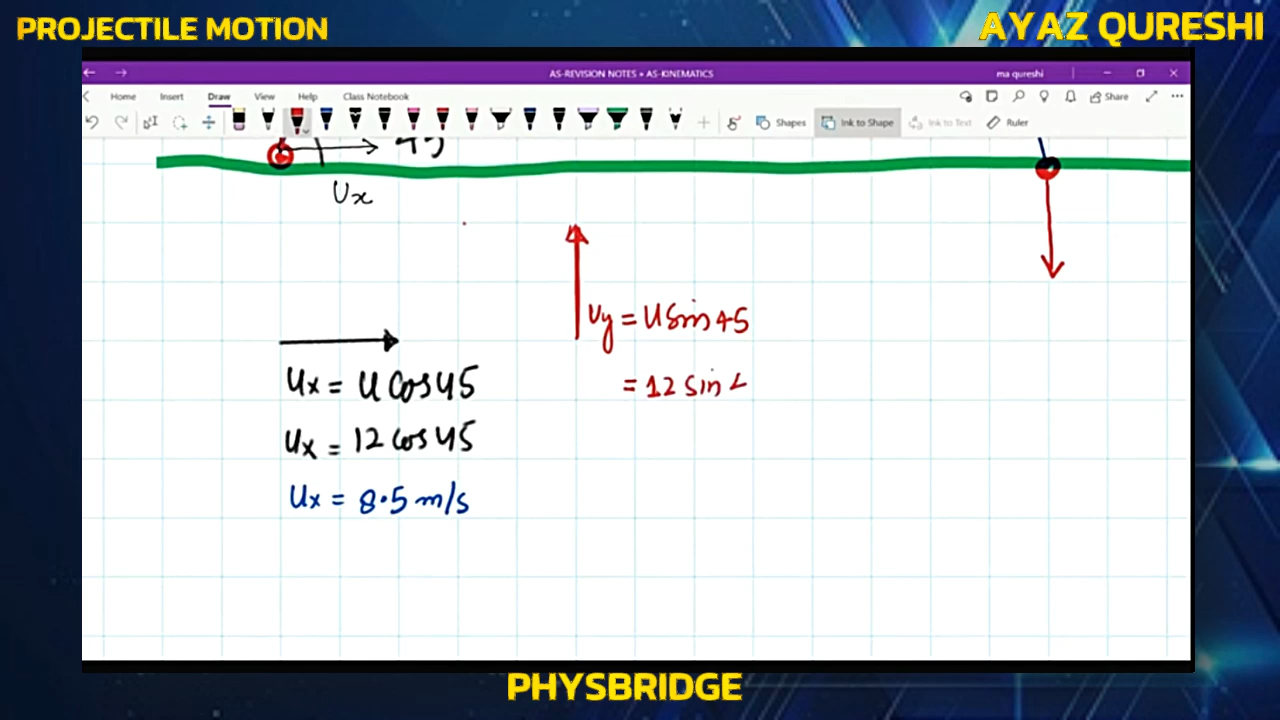 PROJECTILE MOTION
AYAZ QURESHI
AS-REVISION NOTES » AS-KINEMATICS
ma qureshi
Home Insert Draw View Help Class Notebook
Share
Shapes Ink to Shape Ink to Text Ruler
Ux
Uy = U Sin 45
= 12 sin
Ux = U Cos 45
Ux = 12 cos 45
Ux = 8.5 m/s
PHYSBRIDGE